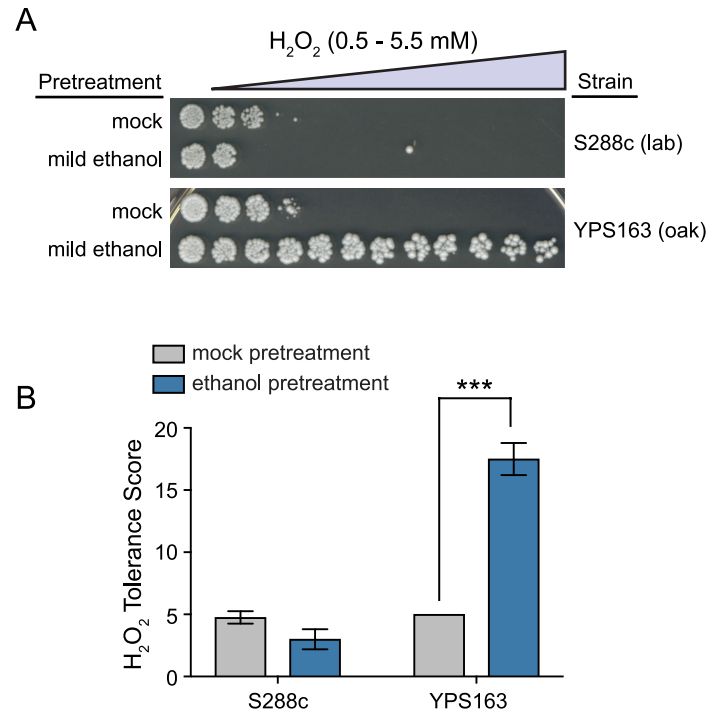 A
H₂O₂ (0.5 - 5.5 mM)
Pretreatment
Strain
mock
mild ethanol
S288c (lab)
mock
mild ethanol
YPS163 (oak)
mock pretreatment
ethanol pretreatment
B
***
H₂O₂ Tolerance Score
20
15
10
5
0
S288c
YPS163